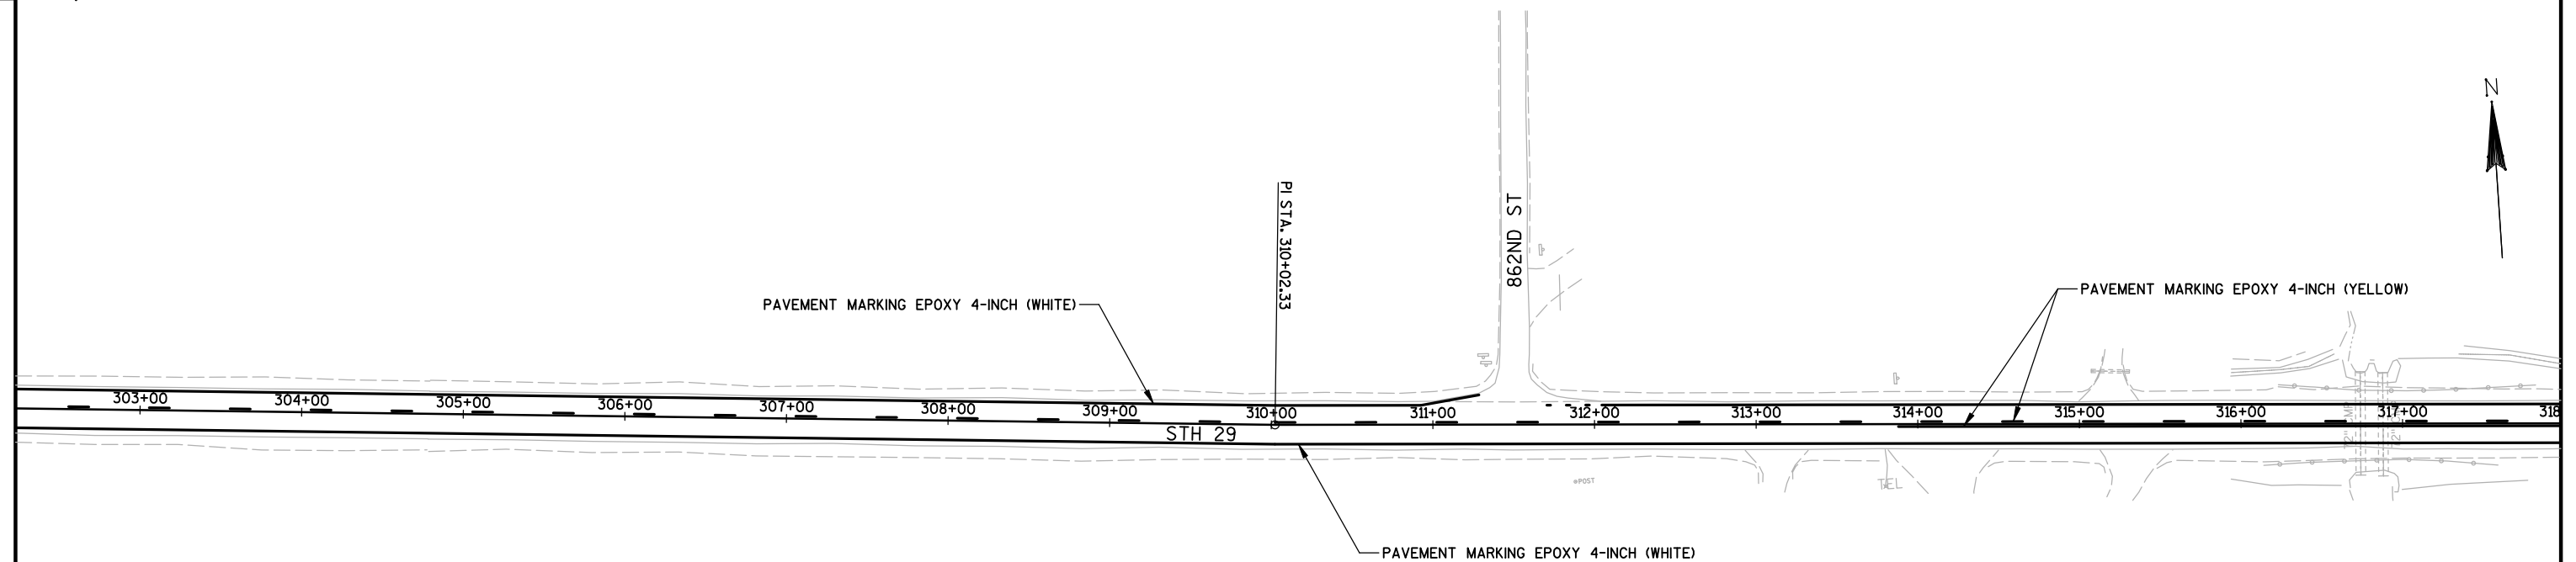 N
862ND ST
PI STA. 310+02.33
PAVEMENT MARKING EPOXY 4-INCH (WHITE)
PAVEMENT MARKING EPOXY 4-INCH (YELLOW)
303+00
304+00
305+00
306+00
307+00
308+00
309+00
310+00
311+00
312+00
313+00
314+00
315+00
316+00
317+00
318
STH 29
POST
TEL
PAVEMENT MARKING EPOXY 4-INCH (WHITE)